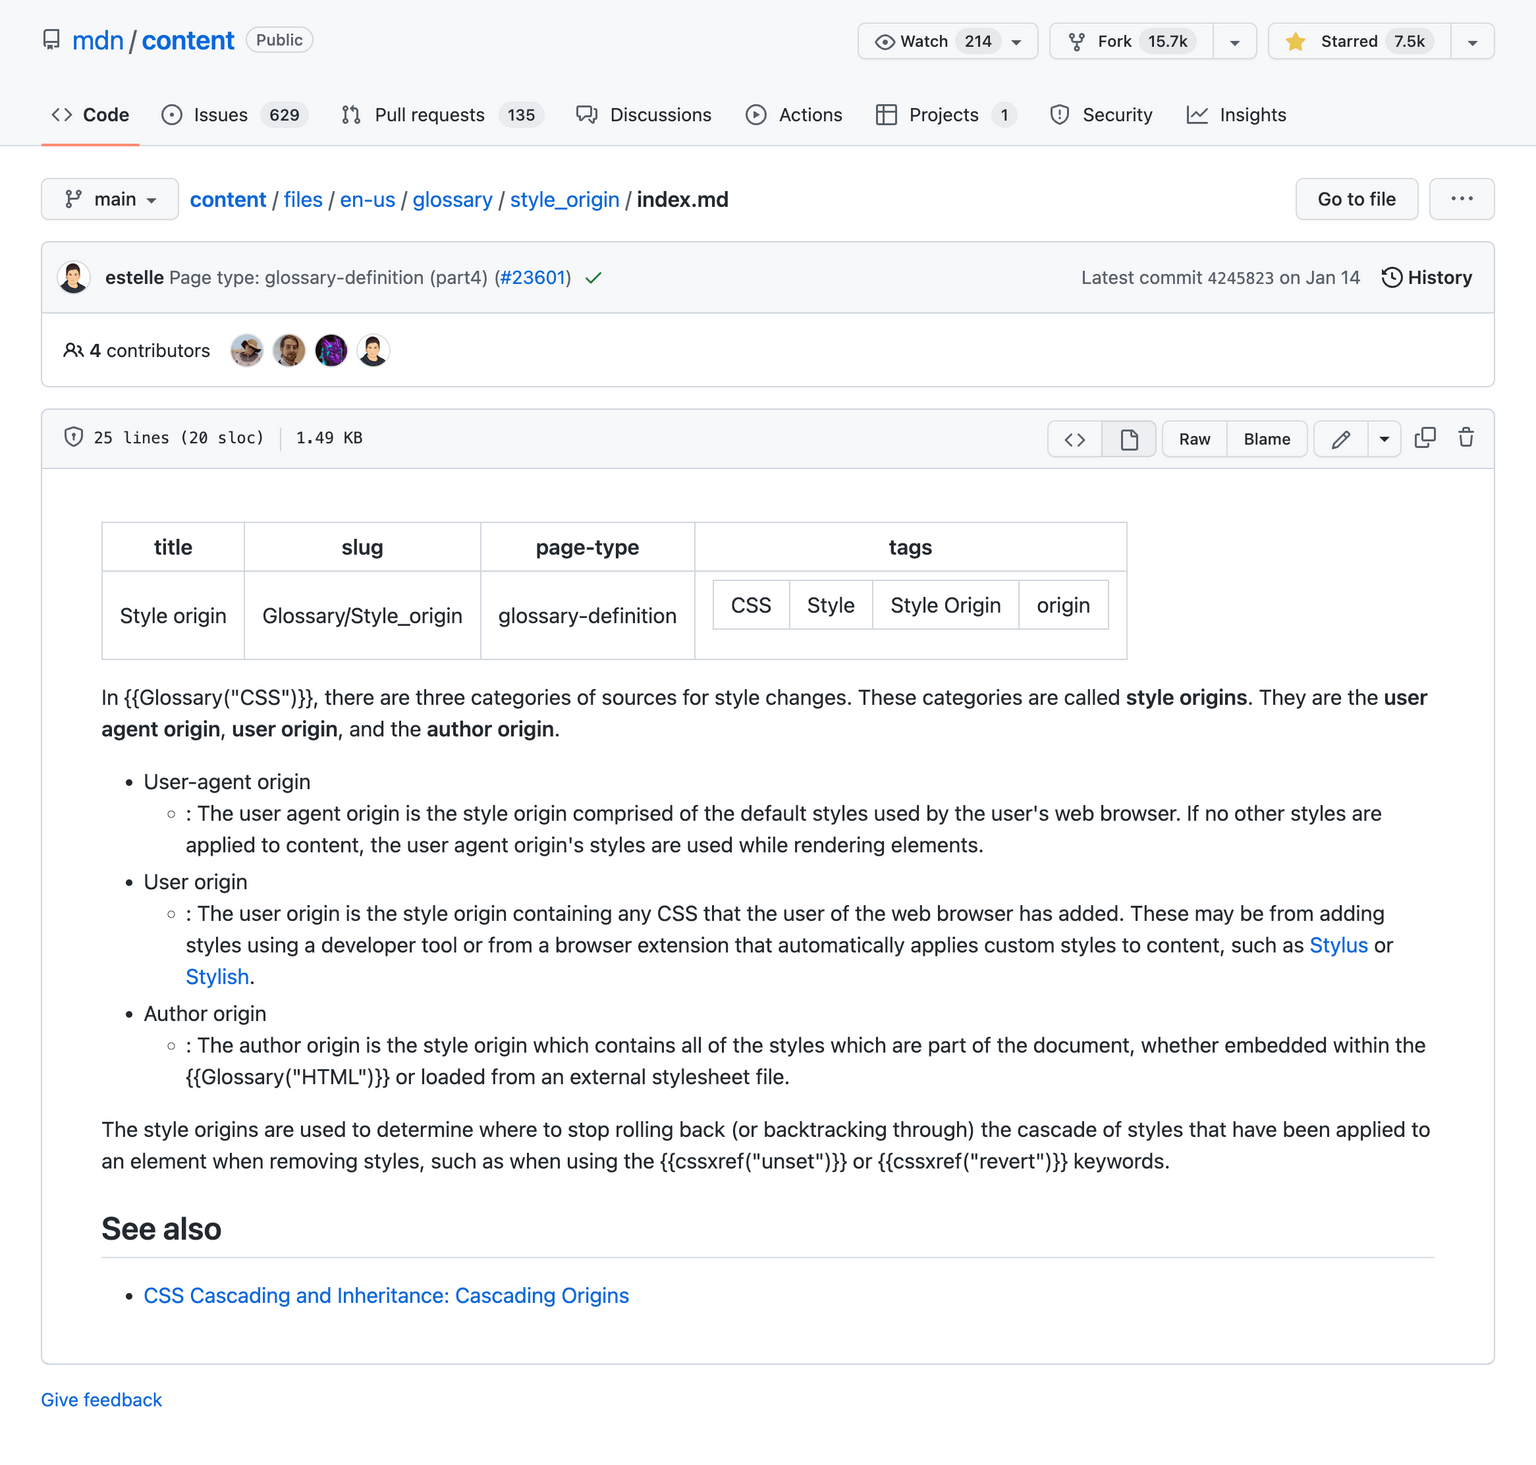 mdn / content Public
Watch 214 Fork 15.7k Starred 7.5k
Code Issues 629 Pull requests 135 Discussions Actions Projects 1 Security Insights
main content / files / en-us / glossary / style_origin / index.md Go to file ...
estelle Page type: glossary-definition (part4) (#23601) Latest commit 4245823 on Jan 14 History
4 contributors
25 lines (20 sloc) 1.49 KB Raw Blame
title slug page-type tags
Style origin Glossary/Style_origin glossary-definition CSS Style Style Origin origin
In {{Glossary("CSS")}}, there are three categories of sources for style changes. These categories are called style origins. They are the user
agent origin, user origin, and the author origin.
• User-agent origin
○ : The user agent origin is the style origin comprised of the default styles used by the user's web browser. If no other styles are
applied to content, the user agent origin's styles are used while rendering elements.
• User origin
○ : The user origin is the style origin containing any CSS that the user of the web browser has added. These may be from adding
styles using a developer tool or from a browser extension that automatically applies custom styles to content, such as Stylus or
Stylish.
• Author origin
○ : The author origin is the style origin which contains all of the styles which are part of the document, whether embedded within the
{{Glossary("HTML")}} or loaded from an external stylesheet file.
The style origins are used to determine where to stop rolling back (or backtracking through) the cascade of styles that have been applied to
an element when removing styles, such as when using the {{cssxref("unset")}} or {{cssxref("revert")}} keywords.
See also
• CSS Cascading and Inheritance: Cascading Origins
Give feedback